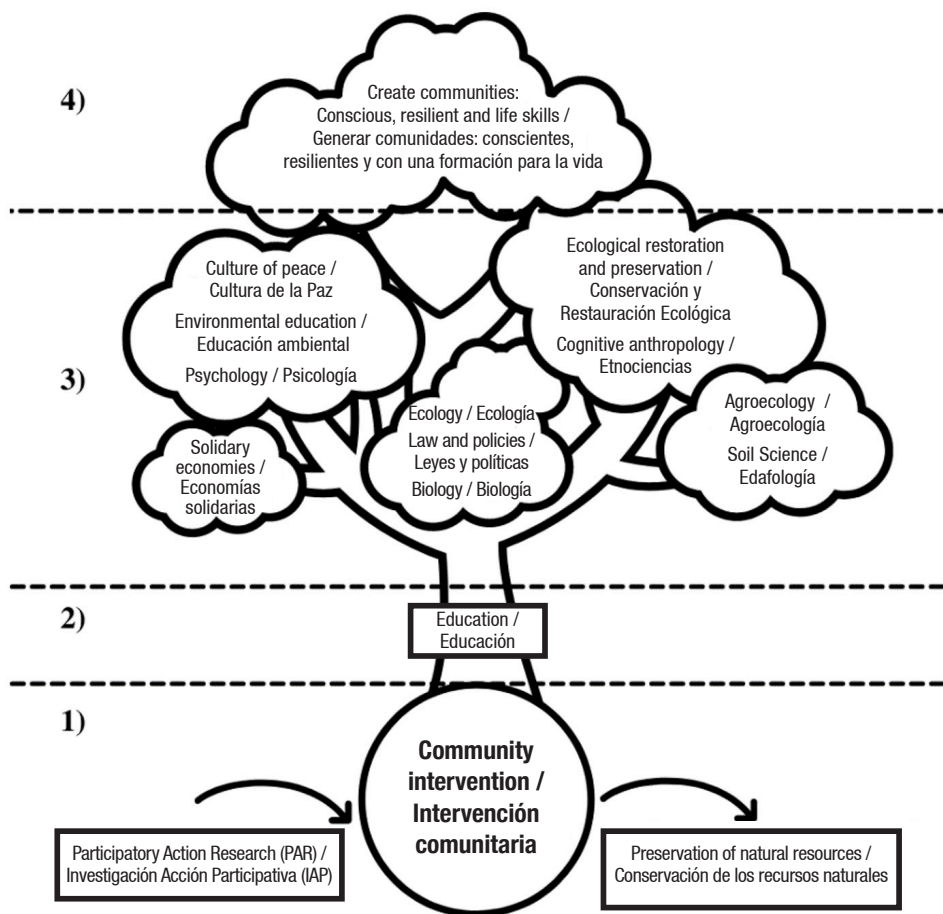 4)
Create communities:
Conscious, resilient and life skills /
Generar comunidades: conscientes,
resilientes y con una formación para la vida
3)
Culture of peace /
Cultura de la Paz
Environmental education /
Educación ambiental
Psychology / Psicología
Ecological restoration
and preservation /
Conservación y
Restauración Ecológica
Cognitive anthropology /
Etnociencias
Solidary
economies /
Economías
solidarias
Ecology / Ecología
Law and policies /
Leyes y políticas
Biology / Biología
Agroecology /
Agroecología
Soil Science /
Edafología
2)
Education /
Educación
1)
Community
intervention /
Intervención
comunitaria
Participatory Action Research (PAR) /
Investigación Acción Participativa (IAP)
Preservation of natural resources /
Conservación de los recursos naturales